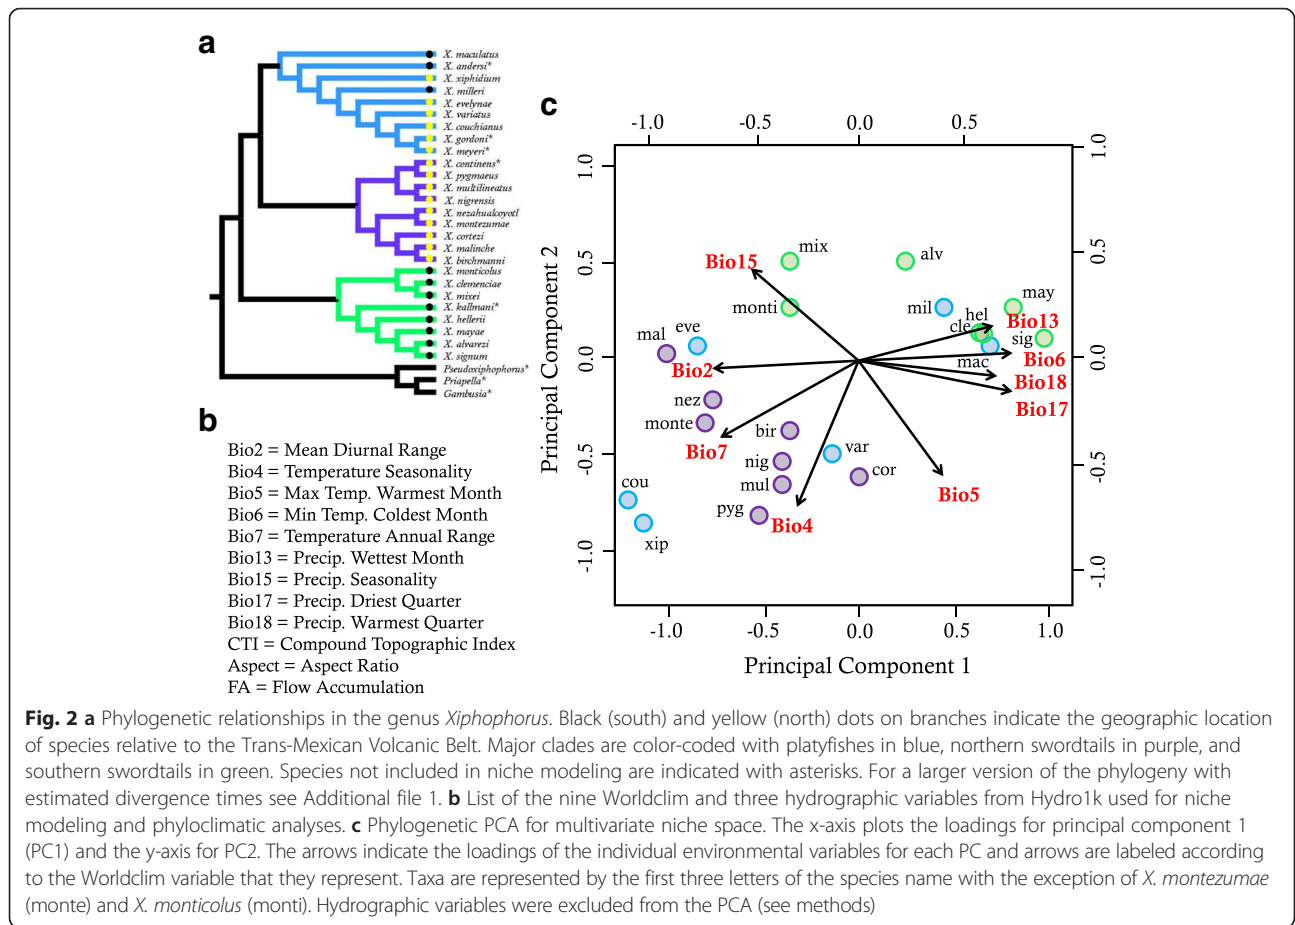 a
X. maculatus
X. andersi*
X. xiphidium
X. milleri
X. evelynae
X. variatus
X. couchianus
X. gordoni*
X. meyeri*
X. continens*
X. pygmaeus
X. multilineatus
X. nigrensis
X. nezahualcoyotl
X. montezumae
X. cortezi
X. malinche
X. birchmanni
X. monticolus
X. clemenciae
X. mixei
X. kallmani*
X. hellerii
X. mayae
X. alvarezi
X. signum
Pseudoxiphophorus*
Priapella*
Gambusia*
b
Bio2 = Mean Diurnal Range
Bio4 = Temperature Seasonality
Bio5 = Max Temp. Warmest Month
Bio6 = Min Temp. Coldest Month
Bio7 = Temperature Annual Range
Bio13 = Precip. Wettest Month
Bio15 = Precip. Seasonality
Bio17 = Precip. Driest Quarter
Bio18 = Precip. Warmest Quarter
CTI = Compound Topographic Index
Aspect = Aspect Ratio
FA = Flow Accumulation
c
-1.0 -0.5 0.0 0.5
1.0
0.5
0.0
-0.5
-1.0
Principal Component 2
1.0
0.5
0.0
-0.5
-1.0
mix
alv
Bio15
monti
mil
may
hel
Bio13
cle
sig
mal
eve
mac
Bio6
Bio2
Bio18
nez
Bio17
monte
bir
Bio7
var
nig
cor
cou
mul
Bio5
pyg
Bio4
xip
-1.0 -0.5 0.0 0.5 1.0
Principal Component 1
Fig. 2 a Phylogenetic relationships in the genus Xiphophorus. Black (south) and yellow (north) dots on branches indicate the geographic location
of species relative to the Trans-Mexican Volcanic Belt. Major clades are color-coded with platyfishes in blue, northern swordtails in purple, and
southern swordtails in green. Species not included in niche modeling are indicated with asterisks. For a larger version of the phylogeny with
estimated divergence times see Additional file 1. b List of the nine Worldclim and three hydrographic variables from Hydro1k used for niche
modeling and phyloclimatic analyses. c Phylogenetic PCA for multivariate niche space. The x-axis plots the loadings for principal component 1
(PC1) and the y-axis for PC2. The arrows indicate the loadings of the individual environmental variables for each PC and arrows are labeled according
to the Worldclim variable that they represent. Taxa are represented by the first three letters of the species name with the exception of X. montezumae
(monte) and X. monticolus (monti). Hydrographic variables were excluded from the PCA (see methods)